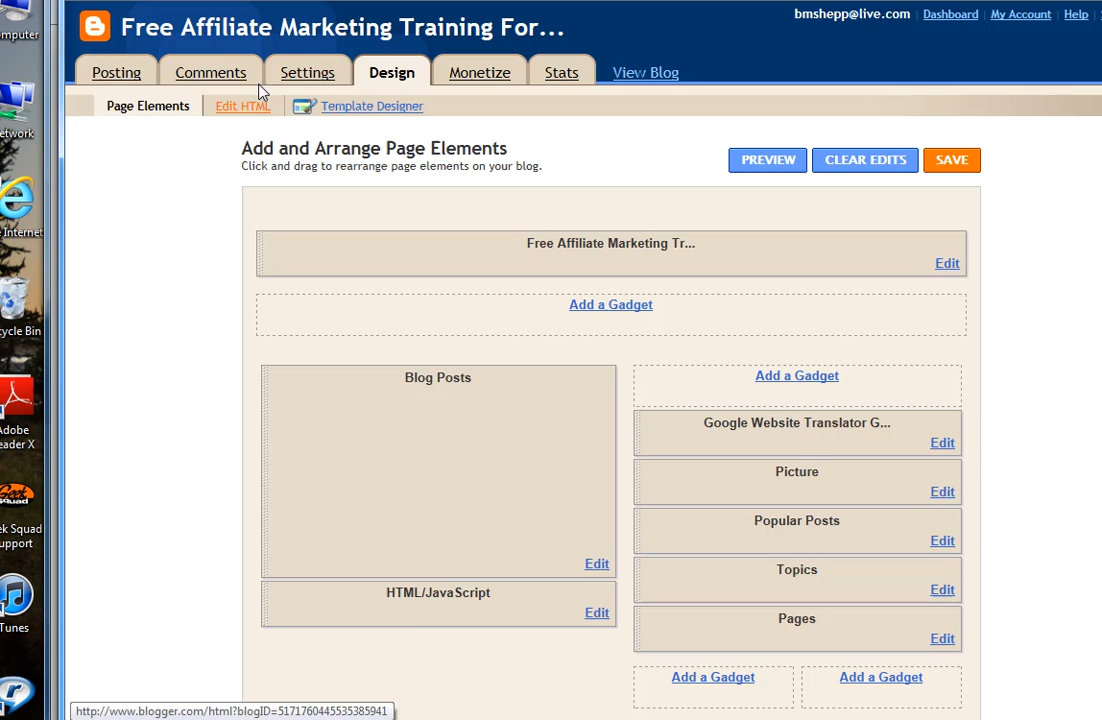 bmshepp@live.com | Dashboard | My Account | Help |
Free Affiliate Marketing Training For...
Posting Comments Settings Design Monetize Stats View Blog
Page Elements Edit HTML Template Designer
Add and Arrange Page Elements
Click and drag to rearrange page elements on your blog.
PREVIEW CLEAR EDITS SAVE
Free Affiliate Marketing Tr...
Edit
Add a Gadget
Blog Posts
Edit
HTML/JavaScript
Edit
Add a Gadget
Google Website Translator G...
Edit
Picture
Edit
Popular Posts
Edit
Topics
Edit
Pages
Edit
Add a Gadget Add a Gadget
omputer
etwork
Internet
cycle Bin
Adobe
eader X
ek Squad
upport
Tunes
http://www.blogger.com/html?blogID=5171760445535385941